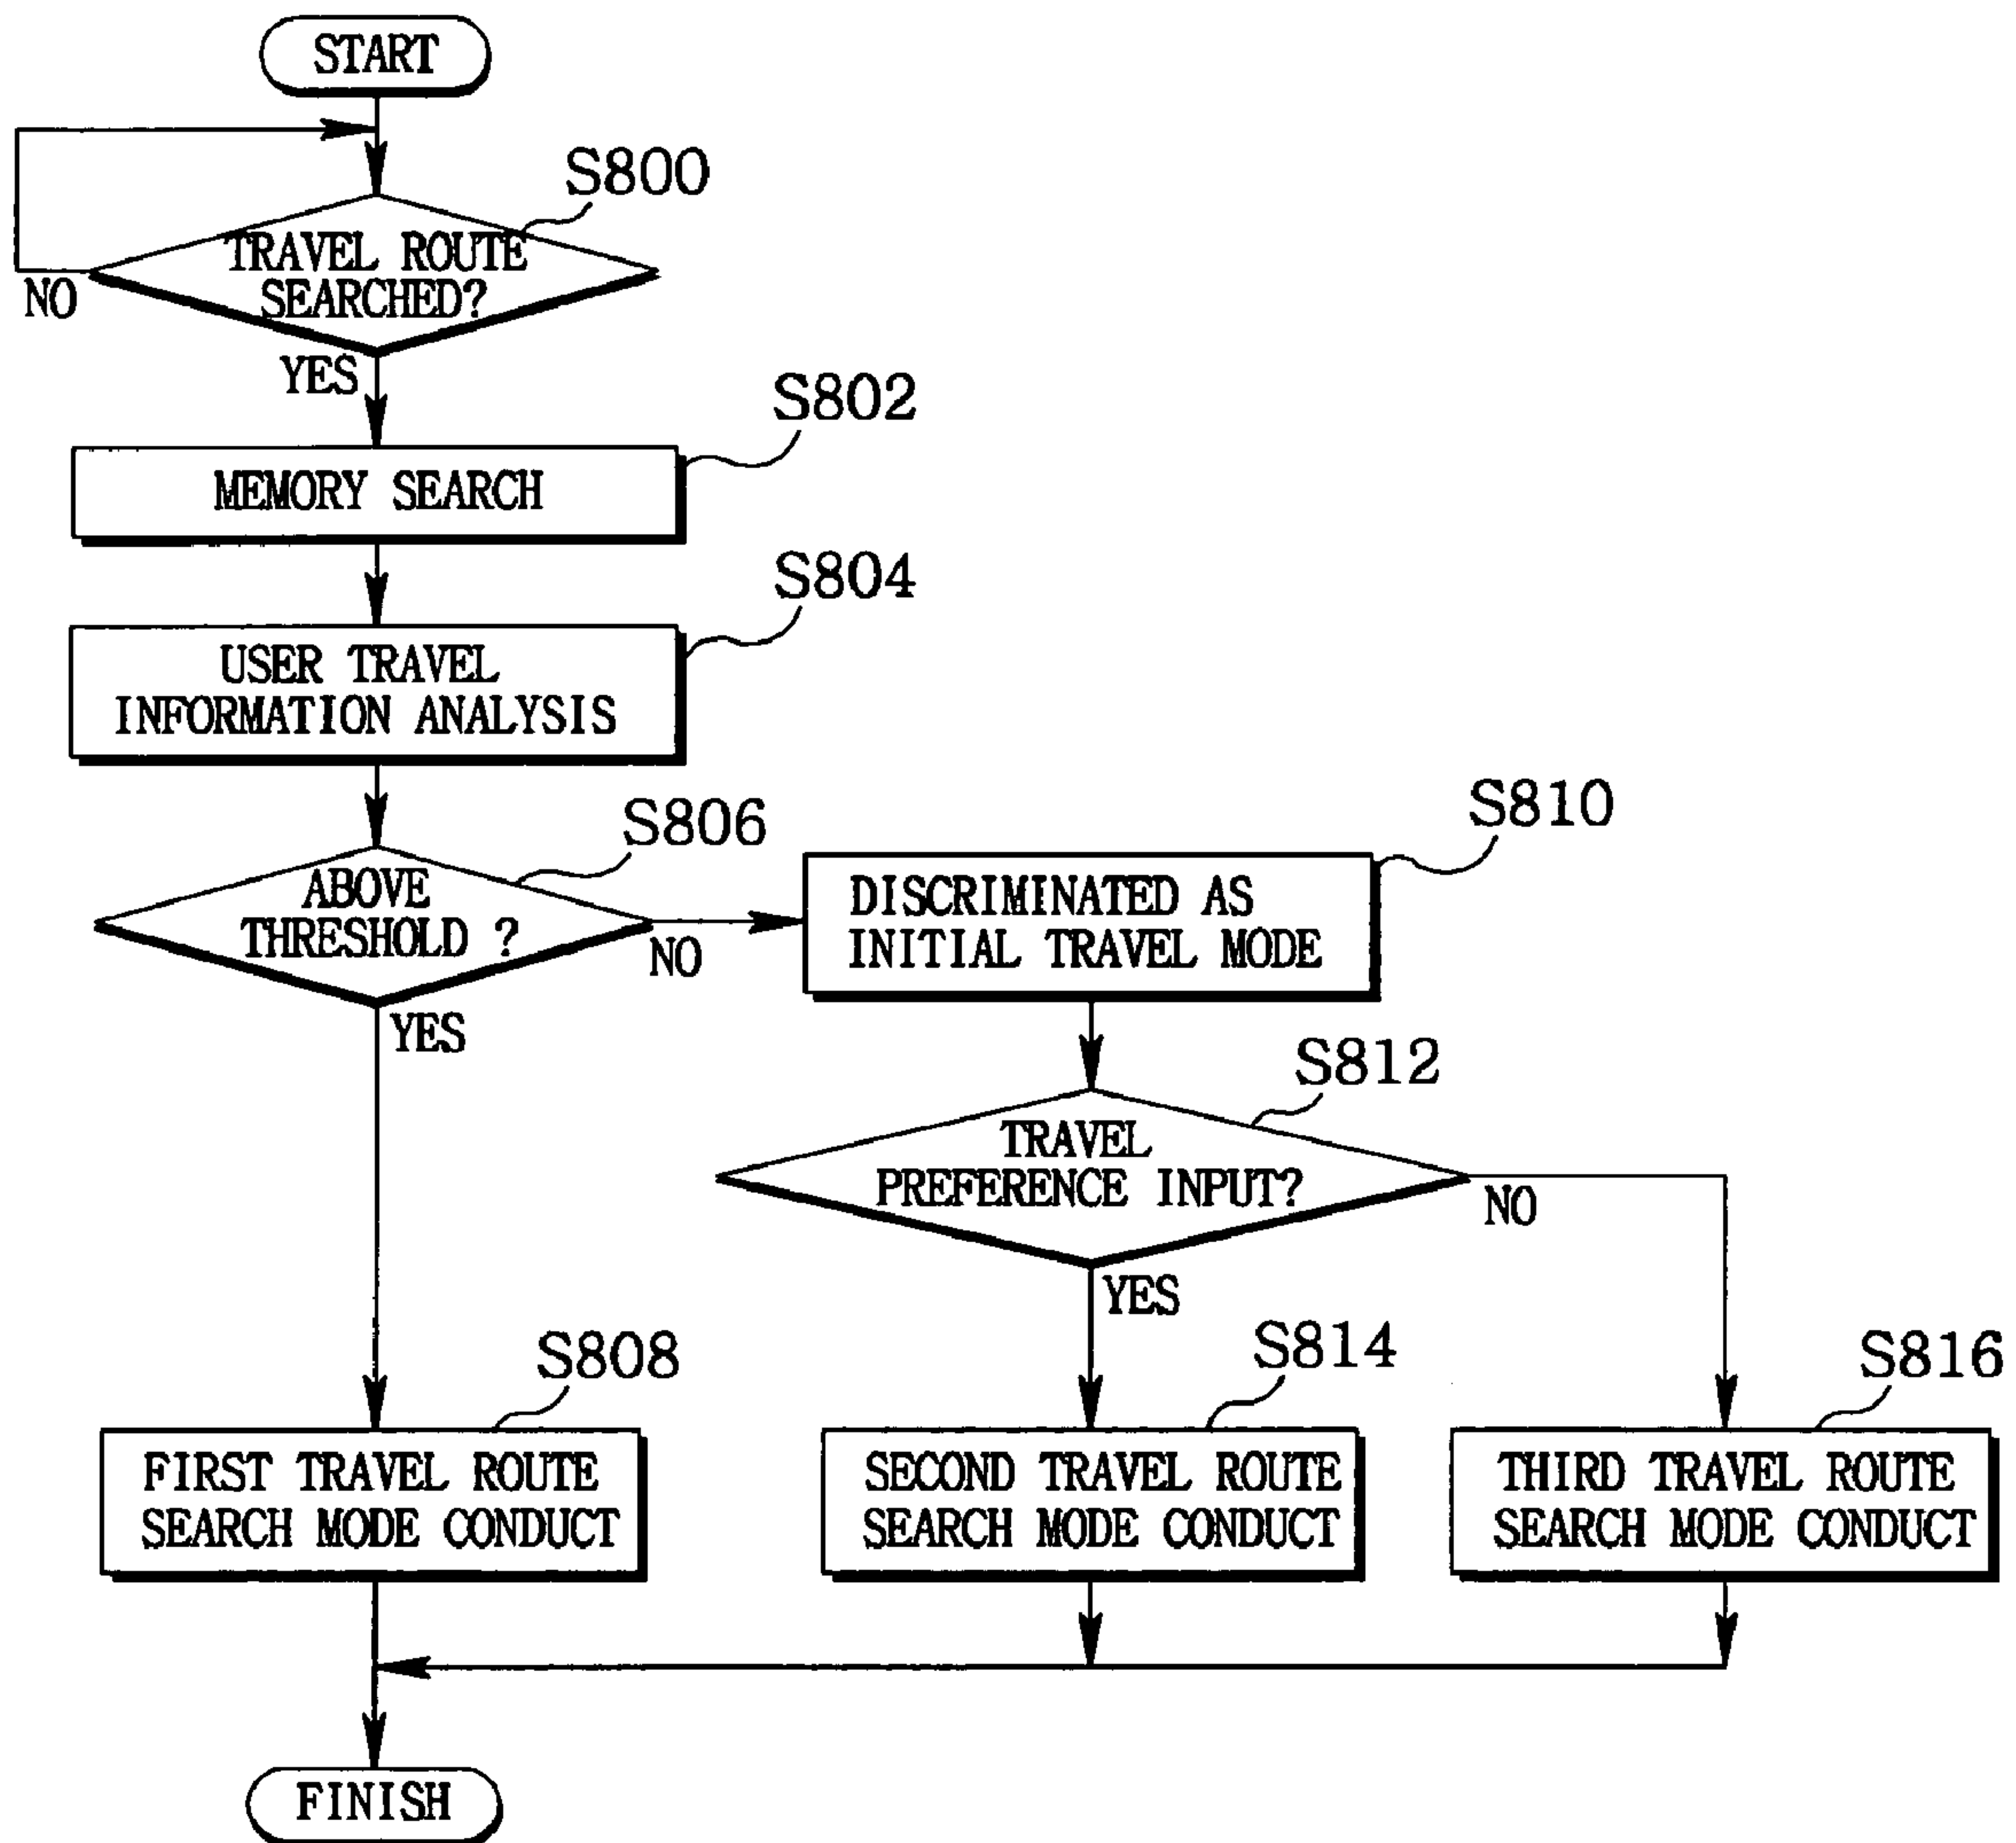 START
S800
TRAVEL ROUTE
SEARCHED?
NO
YES
S802
MEMORY SEARCH
S804
USER TRAVEL
INFORMATION ANALYSIS
S806
ABOVE
THRESHOLD ?
NO
YES
S810
DISCRIMINATED AS
INITIAL TRAVEL MODE
S812
TRAVEL
PREFERENCE INPUT?
NO
YES
S808
FIRST TRAVEL ROUTE
SEARCH MODE CONDUCT
S814
SECOND TRAVEL ROUTE
SEARCH MODE CONDUCT
S816
THIRD TRAVEL ROUTE
SEARCH MODE CONDUCT
FINISH